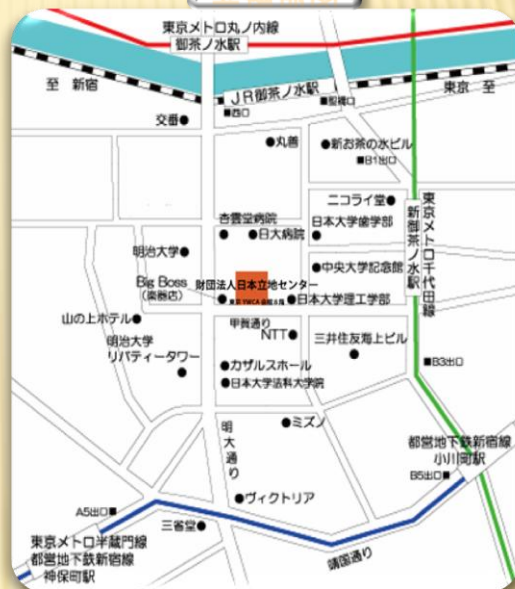 東京メトロ丸ノ内線
御茶ノ水駅
至 新宿
JR御茶ノ水駅
東京 至
■西口
■聖橋口
交番●
●丸善
●新お茶の水ビル
■B1出口
ニコライ堂●
杏雲堂病院
●日大病院
日本大学歯学部
東京メトロ千代田線
新御茶ノ水駅
明治大学●
●中央大学記念館
Big Boss
(楽器店)
財団法人日本立地センター
●日本大学理工学部
山の上ホテル●
甲賀通り
NTT●
三井住友海上ビル
明治大学
リバティータワー
●カザルスホール
■B3出口
●日本大学法科大学院
明大通り
●ミズノ
都営地下鉄新宿線
小川町駅
B5出口■
●ヴィクトリア
A5出口■
三省堂●
靖国通り
東京メトロ半蔵門線
都営地下鉄新宿線
神保町駅